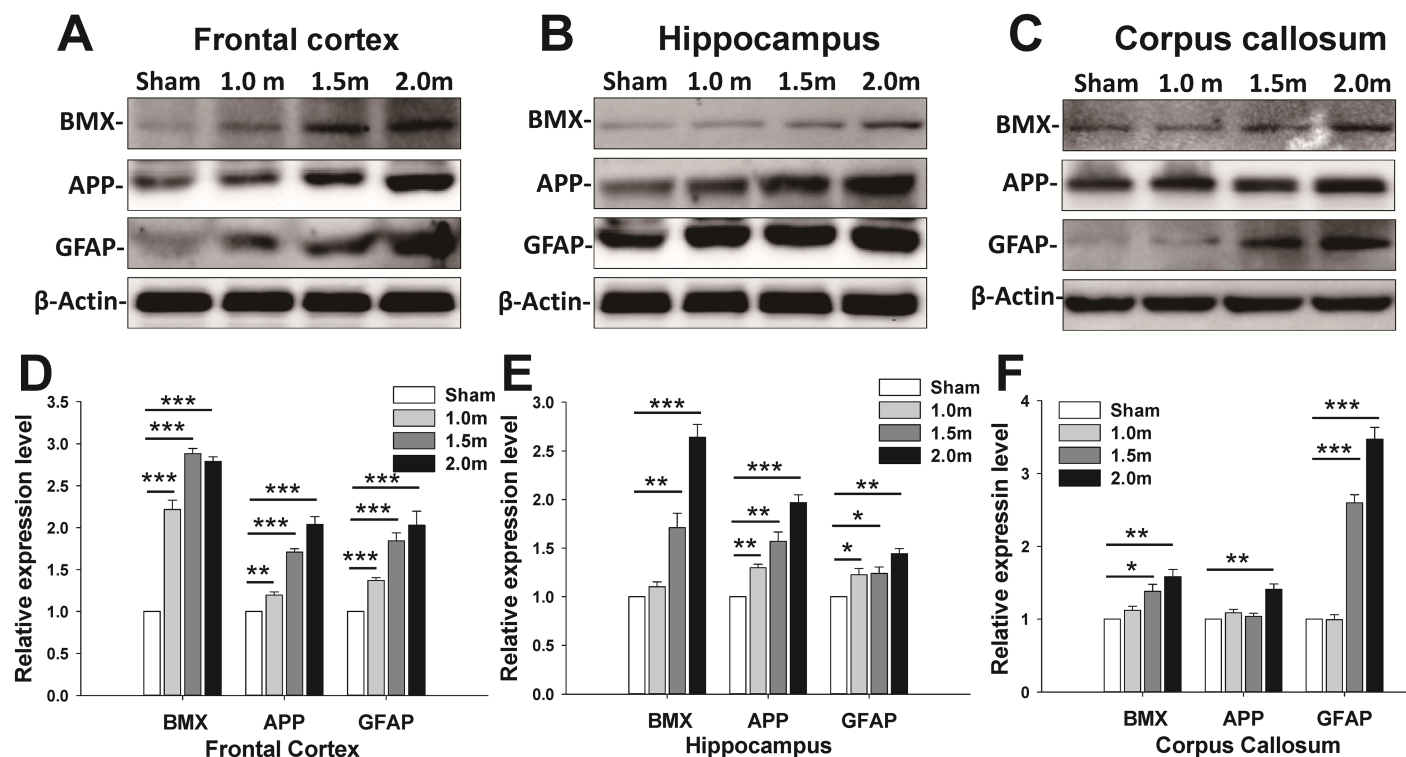 A Frontal cortex
Sham 1.0 m 1.5m 2.0m
BMX-
APP-
GFAP-
β-Actin-
B Hippocampus
Sham 1.0 m 1.5m 2.0m
BMX-
APP-
GFAP-
β-Actin-
C Corpus callosum
Sham 1.0 m 1.5m 2.0m
BMX-
APP-
GFAP-
β-Actin-
D
Relative expression level
3.5
3.0
2.5
2.0
1.5
1.0
0.5
0.0
Sham
1.0m
1.5m
2.0m
***
***
***
***
***
**
***
***
***
BMX APP GFAP
Frontal Cortex
E
Relative expression level
3.0
2.5
2.0
1.5
1.0
0.5
0.0
Sham
1.0m
1.5m
2.0m
***
**
***
**
**
**
*
*
BMX APP GFAP
Hippocampus
F
Relative expressin level
4
3
2
1
0
Sham
1.0m
1.5m
2.0m
**
*
**
***
***
BMX APP GFAP
Corpus Callosum